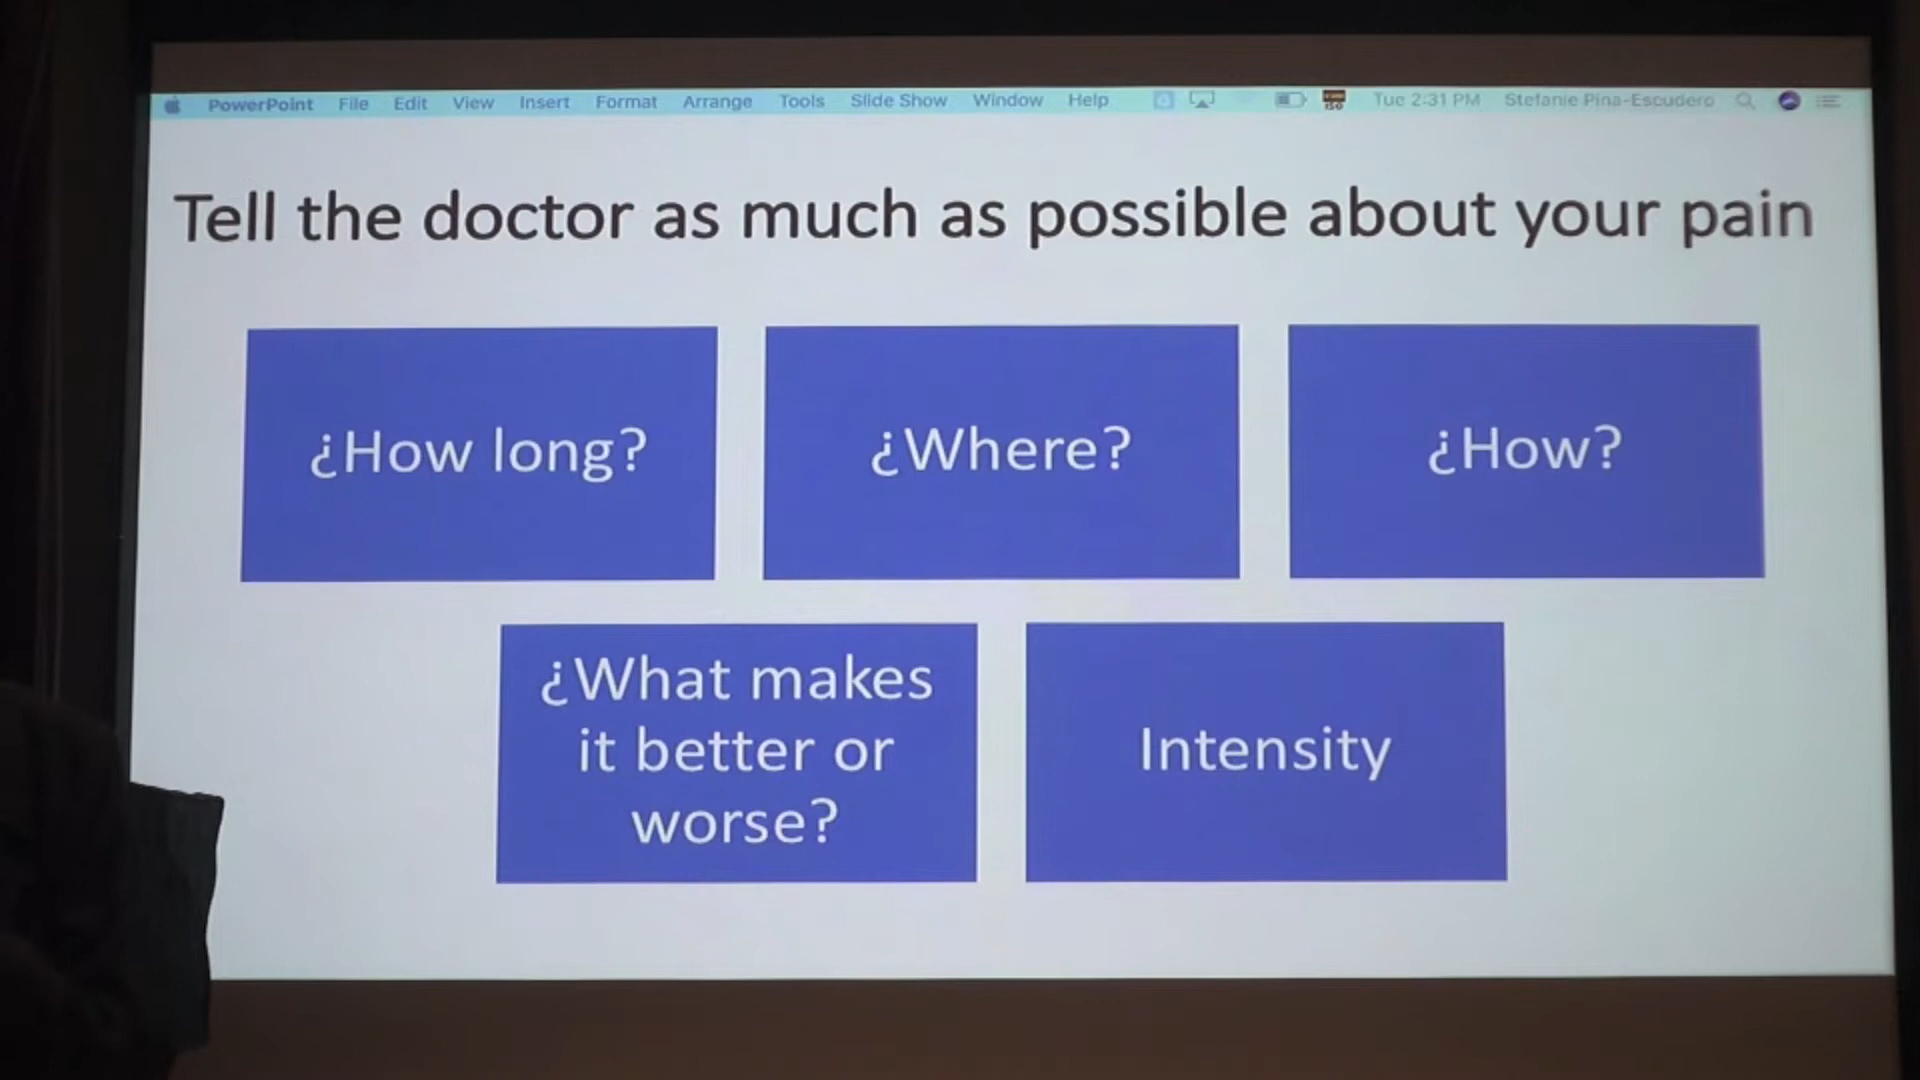 PowerPoint File Edit View Insert Format Arrange Tools Slide Show Window Help Tue 2:31 PM Stefanie Pina-Escudero
Tell the doctor as much as possible about your pain
¿How long?
¿Where?
¿How?
¿What makes
it better or
worse?
Intensity